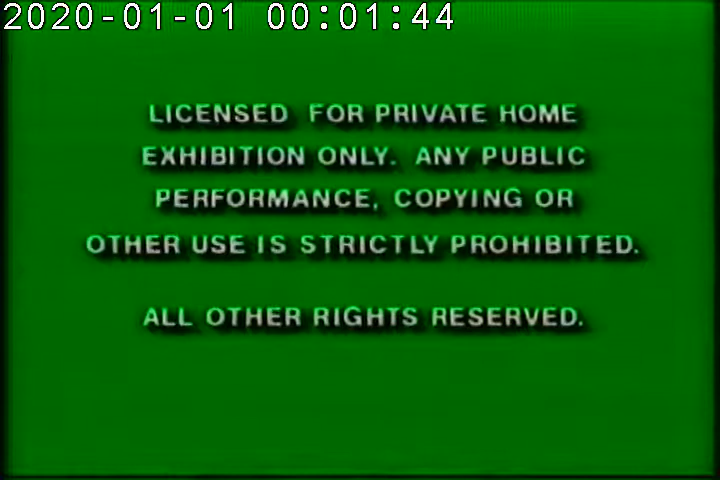 2020-01-01 00:01:44
LICENSED FOR PRIVATE HOME
EXHIBITION ONLY. ANY PUBLIC
PERFORMANCE, COPYING OR
OTHER USE IS STRICTLY PROHIBITED.
ALL OTHER RIGHTS RESERVED.